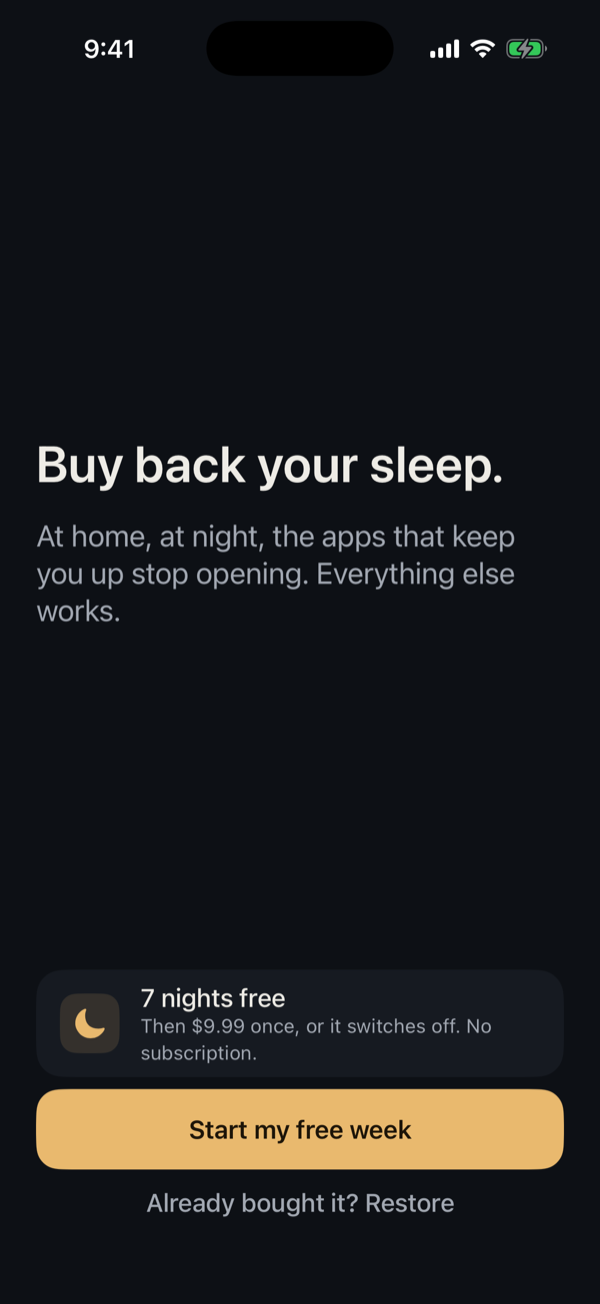 9:41
Buy back your sleep.
At home, at night, the apps that keep
you up stop opening. Everything else
works.
7 nights free
Then $9.99 once, or it switches off. No
subscription.
Start my free week
Already bought it? Restore